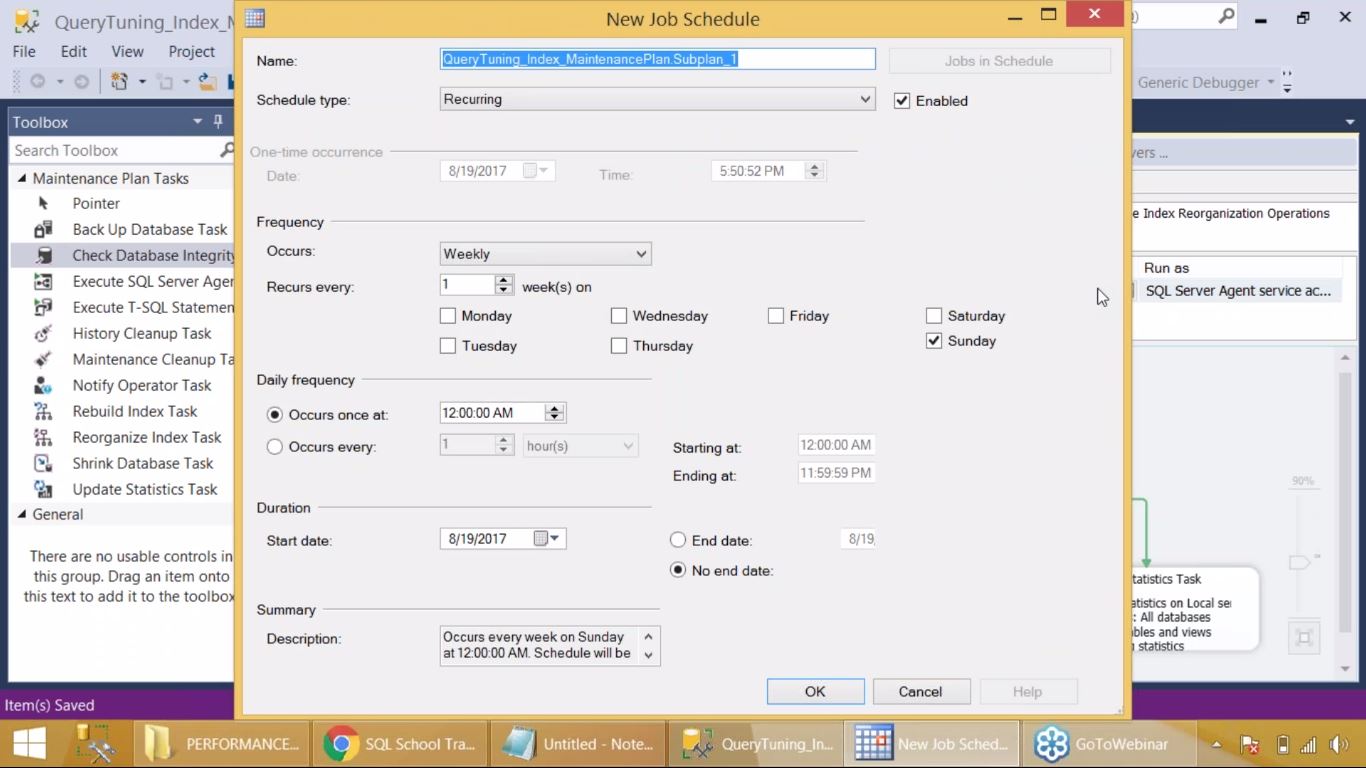 QueryTuning_Index_M
New Job Schedule
File Edit View Project
Generic Debugger
Toolbox
Search Toolbox
Maintenance Plan Tasks
Pointer
Back Up Database Task
Check Database Integrity
Execute SQL Server Ager
Execute T-SQL Statemen
History Cleanup Task
Maintenance Cleanup Ta
Notify Operator Task
Rebuild Index Task
Reorganize Index Task
Shrink Database Task
Update Statistics Task
General
There are no usable controls in
this group. Drag an item onto
this text to add it to the toolbox
Item(s) Saved
Name: QueryTuning_Index_MaintenancePlan.Subplan_1 Jobs in Schedule
Schedule type: Recurring Enabled
One-time occurrence
Date: 8/19/2017 Time: 5:50:52 PM
Frequency
Occurs: Weekly
Recurs every: 1 week(s) on
Monday Wednesday Friday Saturday
Tuesday Thursday Sunday
Daily frequency
Occurs once at: 12:00:00 AM
Occurs every: 1 hour(s) Starting at: 12:00:00 AM
Ending at: 11:59:59 PM
Duration
Start date: 8/19/2017 End date: 8/19/
No end date:
Summary
Description: Occurs every week on Sunday
at 12:00:00 AM. Schedule will be
OK Cancel Help
vers ...
e Index Reorganization Operations
Run as
SQL Server Agent service ac...
90%
tatistics Task
atistics on Local ser
: All databases
bles and views
statistics
PERFORMANCE... SQL School Tra... Untitled - Note... QueryTuning_In... New Job Sched... GoToWebinar